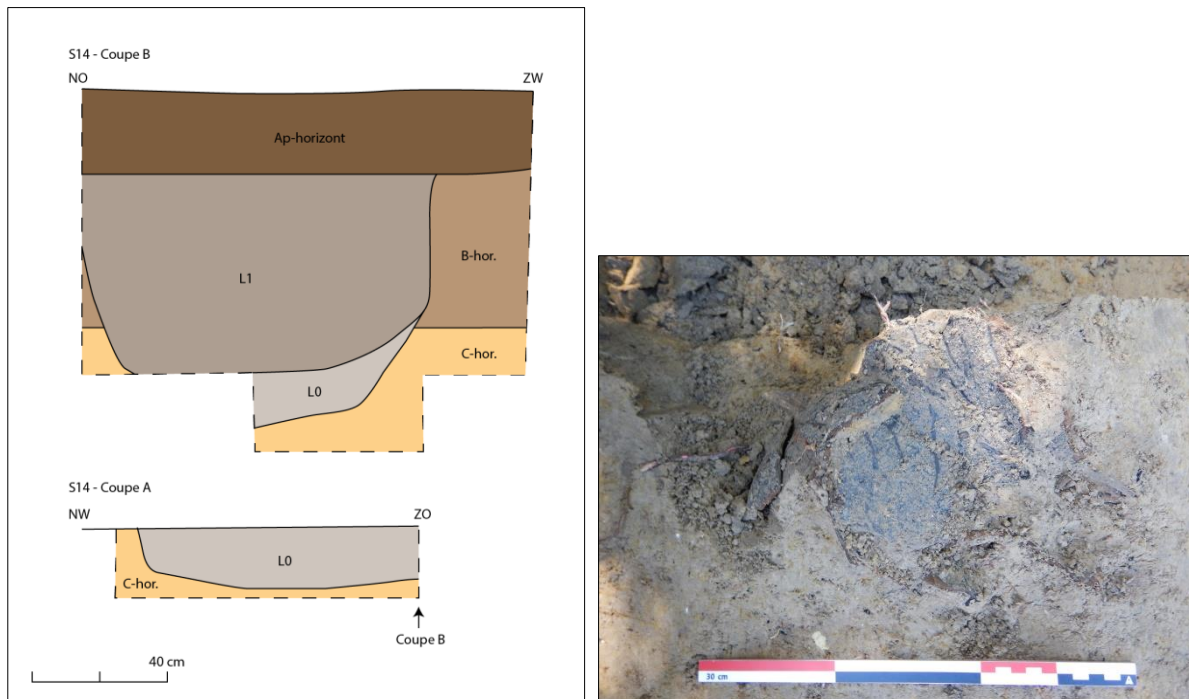 S14 - Coupe B
NO
ZW
Ap-horizont
L1
B-hor.
C-hor.
L0
S14 - Coupe A
NW
ZO
L0
C-hor.
Coupe B
40 cm
30 cm